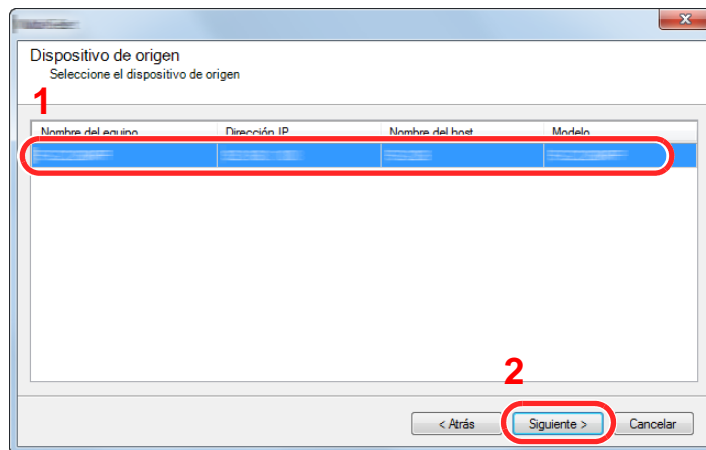 Dispositivo de origen
Seleccione el dispositivo de origen
1
Nombre del equipo Dirección IP Nombre del host Modelo
2
< Atrás Siguiente > Cancelar